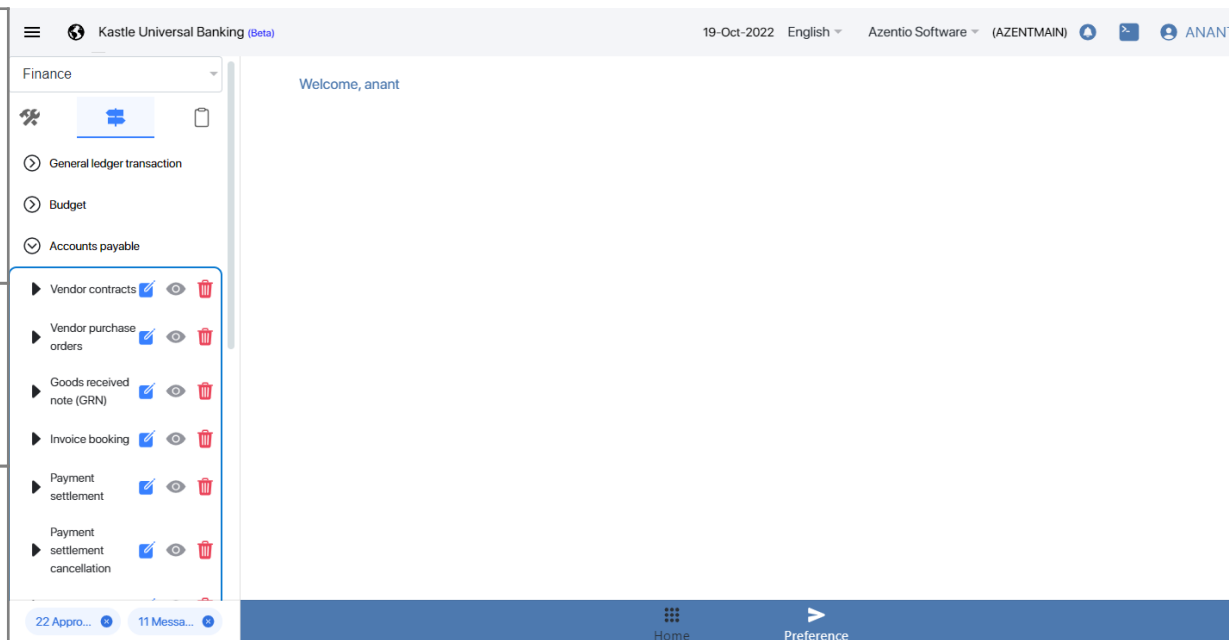 Kastle Universal Banking (Beta)
19-Oct-2022 English Azentio Software (AZENTMAIN) ANANT
Finance
Welcome, anant
General ledger transaction
Budget
Accounts payable
Vendor contracts
Vendor purchase
orders
Goods received
note (GRN)
Invoice booking
Payment
settlement
Payment
settlement
cancellation
22 Appro...
11 Messa...
Home
Preference